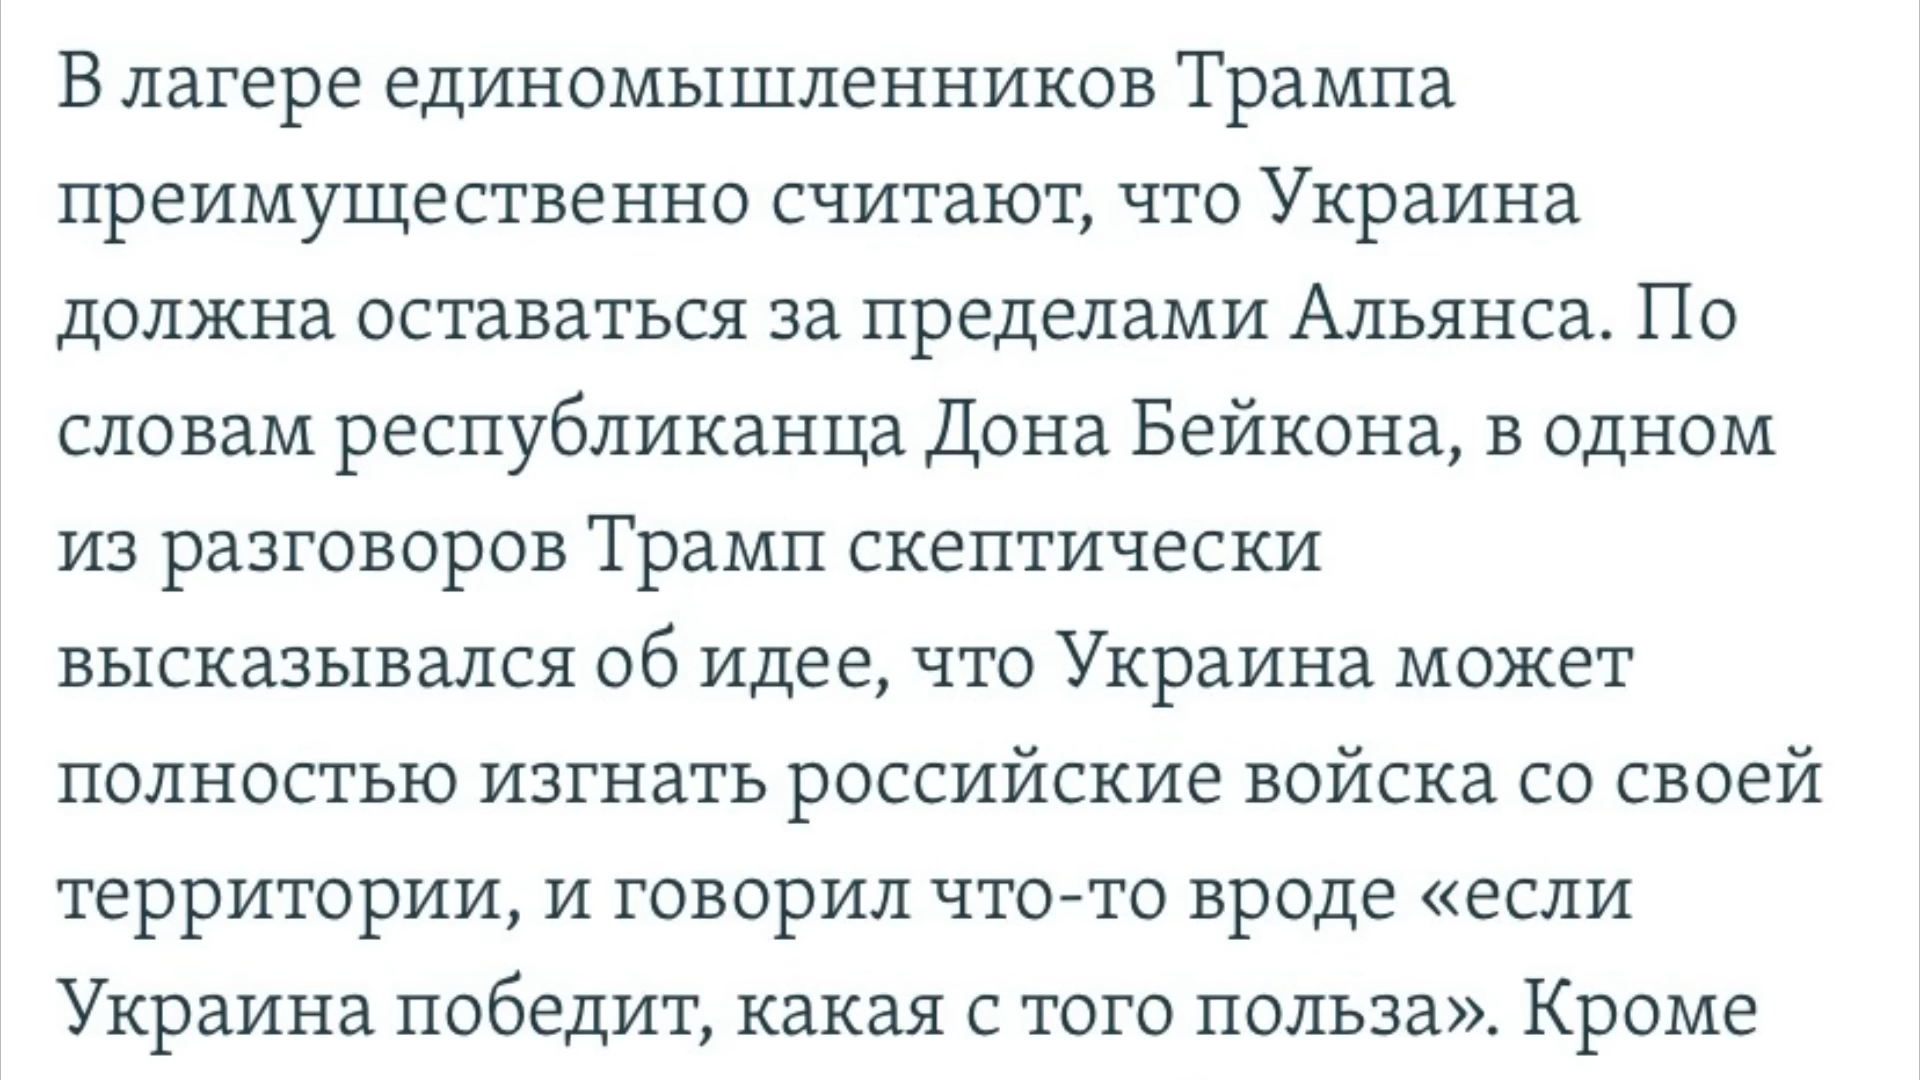 В лагере единомышленников Трампа
преимущественно считают, что Украина
должна оставаться за пределами Альянса. По
словам республиканца Дона Бейкона, в одном
из разговоров Трамп скептически
высказывался об идее, что Украина может
полностью изгнать российские войска со своей
территории, и говорил что-то вроде «если
Украина победит, какая с того польза». Кроме